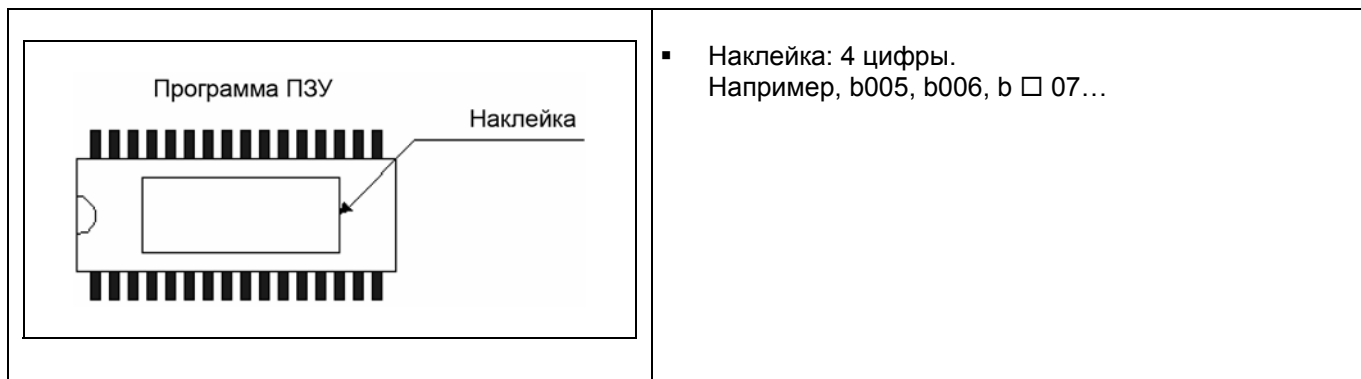 Программа ПЗУ
Наклейка
▪ Наклейка: 4 цифры.
Например, b005, b006, b □ 07…